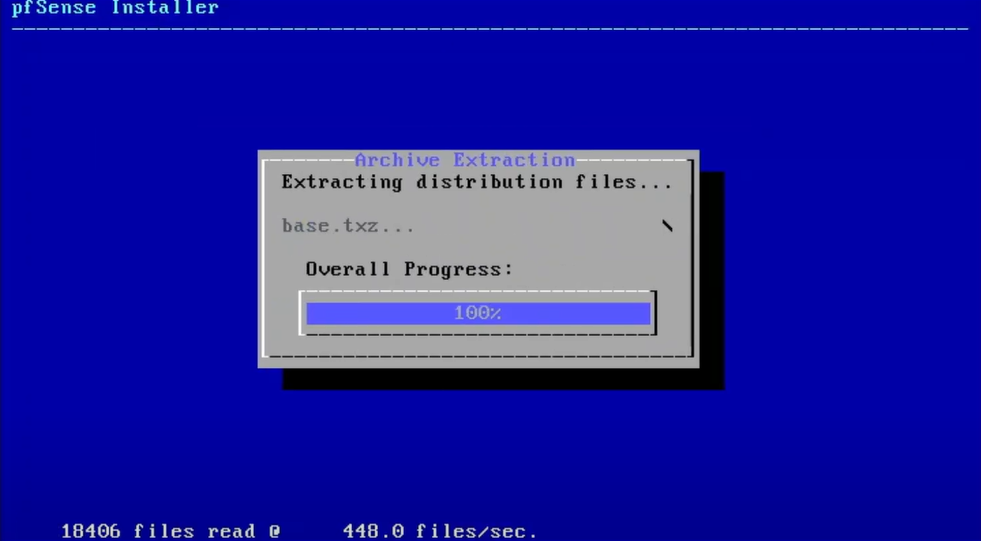 pfSense Installer
Archive Extraction
Extracting distribution files...
base.txz...
\
Overall Progress:
100%
18406 files read @ 448.0 files/sec.